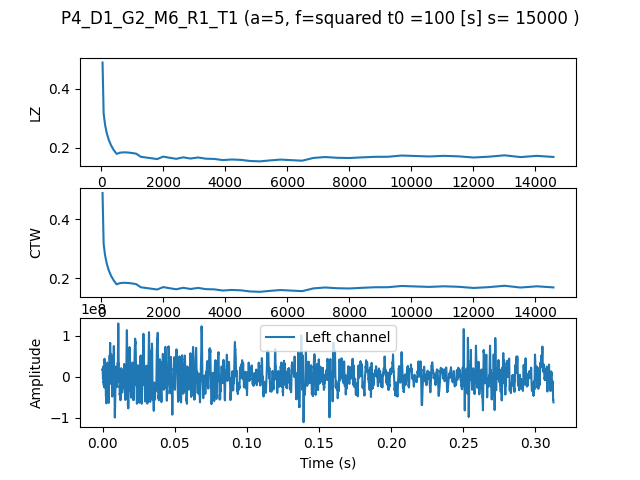 P4_D1_G2_M6_R1_T1 (a=5, f=squared t0 =100 [s] s= 15000 )
0.4
0.2
LZ
0 2000 4000 6000 8000 10000 12000 14000
0.4
0.2
CTW
0 2000 4000 6000 8000 10000 12000 14000
1e8
Left channel
1
0
−1
Amplitude
0.00 0.05 0.10 0.15 0.20 0.25 0.30
Time (s)